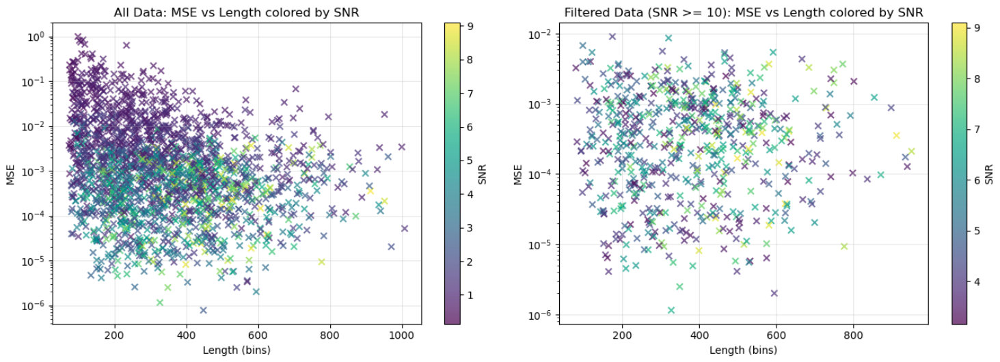 All Data: MSE vs Length colored by SNR
MSE
10⁰
10⁻¹
10⁻²
10⁻³
10⁻⁴
10⁻⁵
10⁻⁶
200 400 600 800 1000
Length (bins)
9
8
7
6
5
4
3
2
1
SNR
Filtered Data (SNR >= 10): MSE vs Length colored by SNR
MSE
10⁻²
10⁻³
10⁻⁴
10⁻⁵
10⁻⁶
200 400 600 800
Length (bins)
9
8
7
6
5
4
SNR